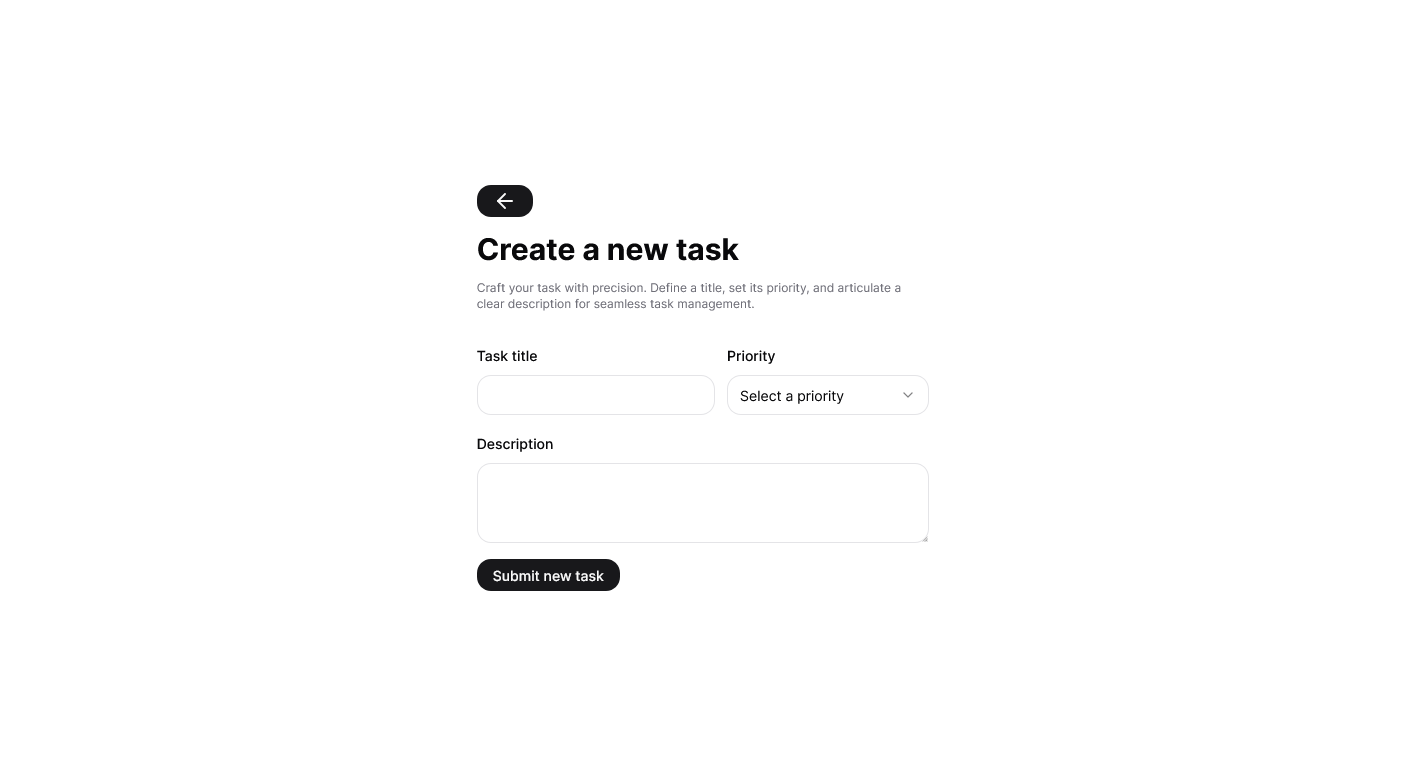 Create a new task
Craft your task with precision. Define a title, set its priority, and articulate a
clear description for seamless task management.
Task title
Priority
Select a priority
Description
Submit new task